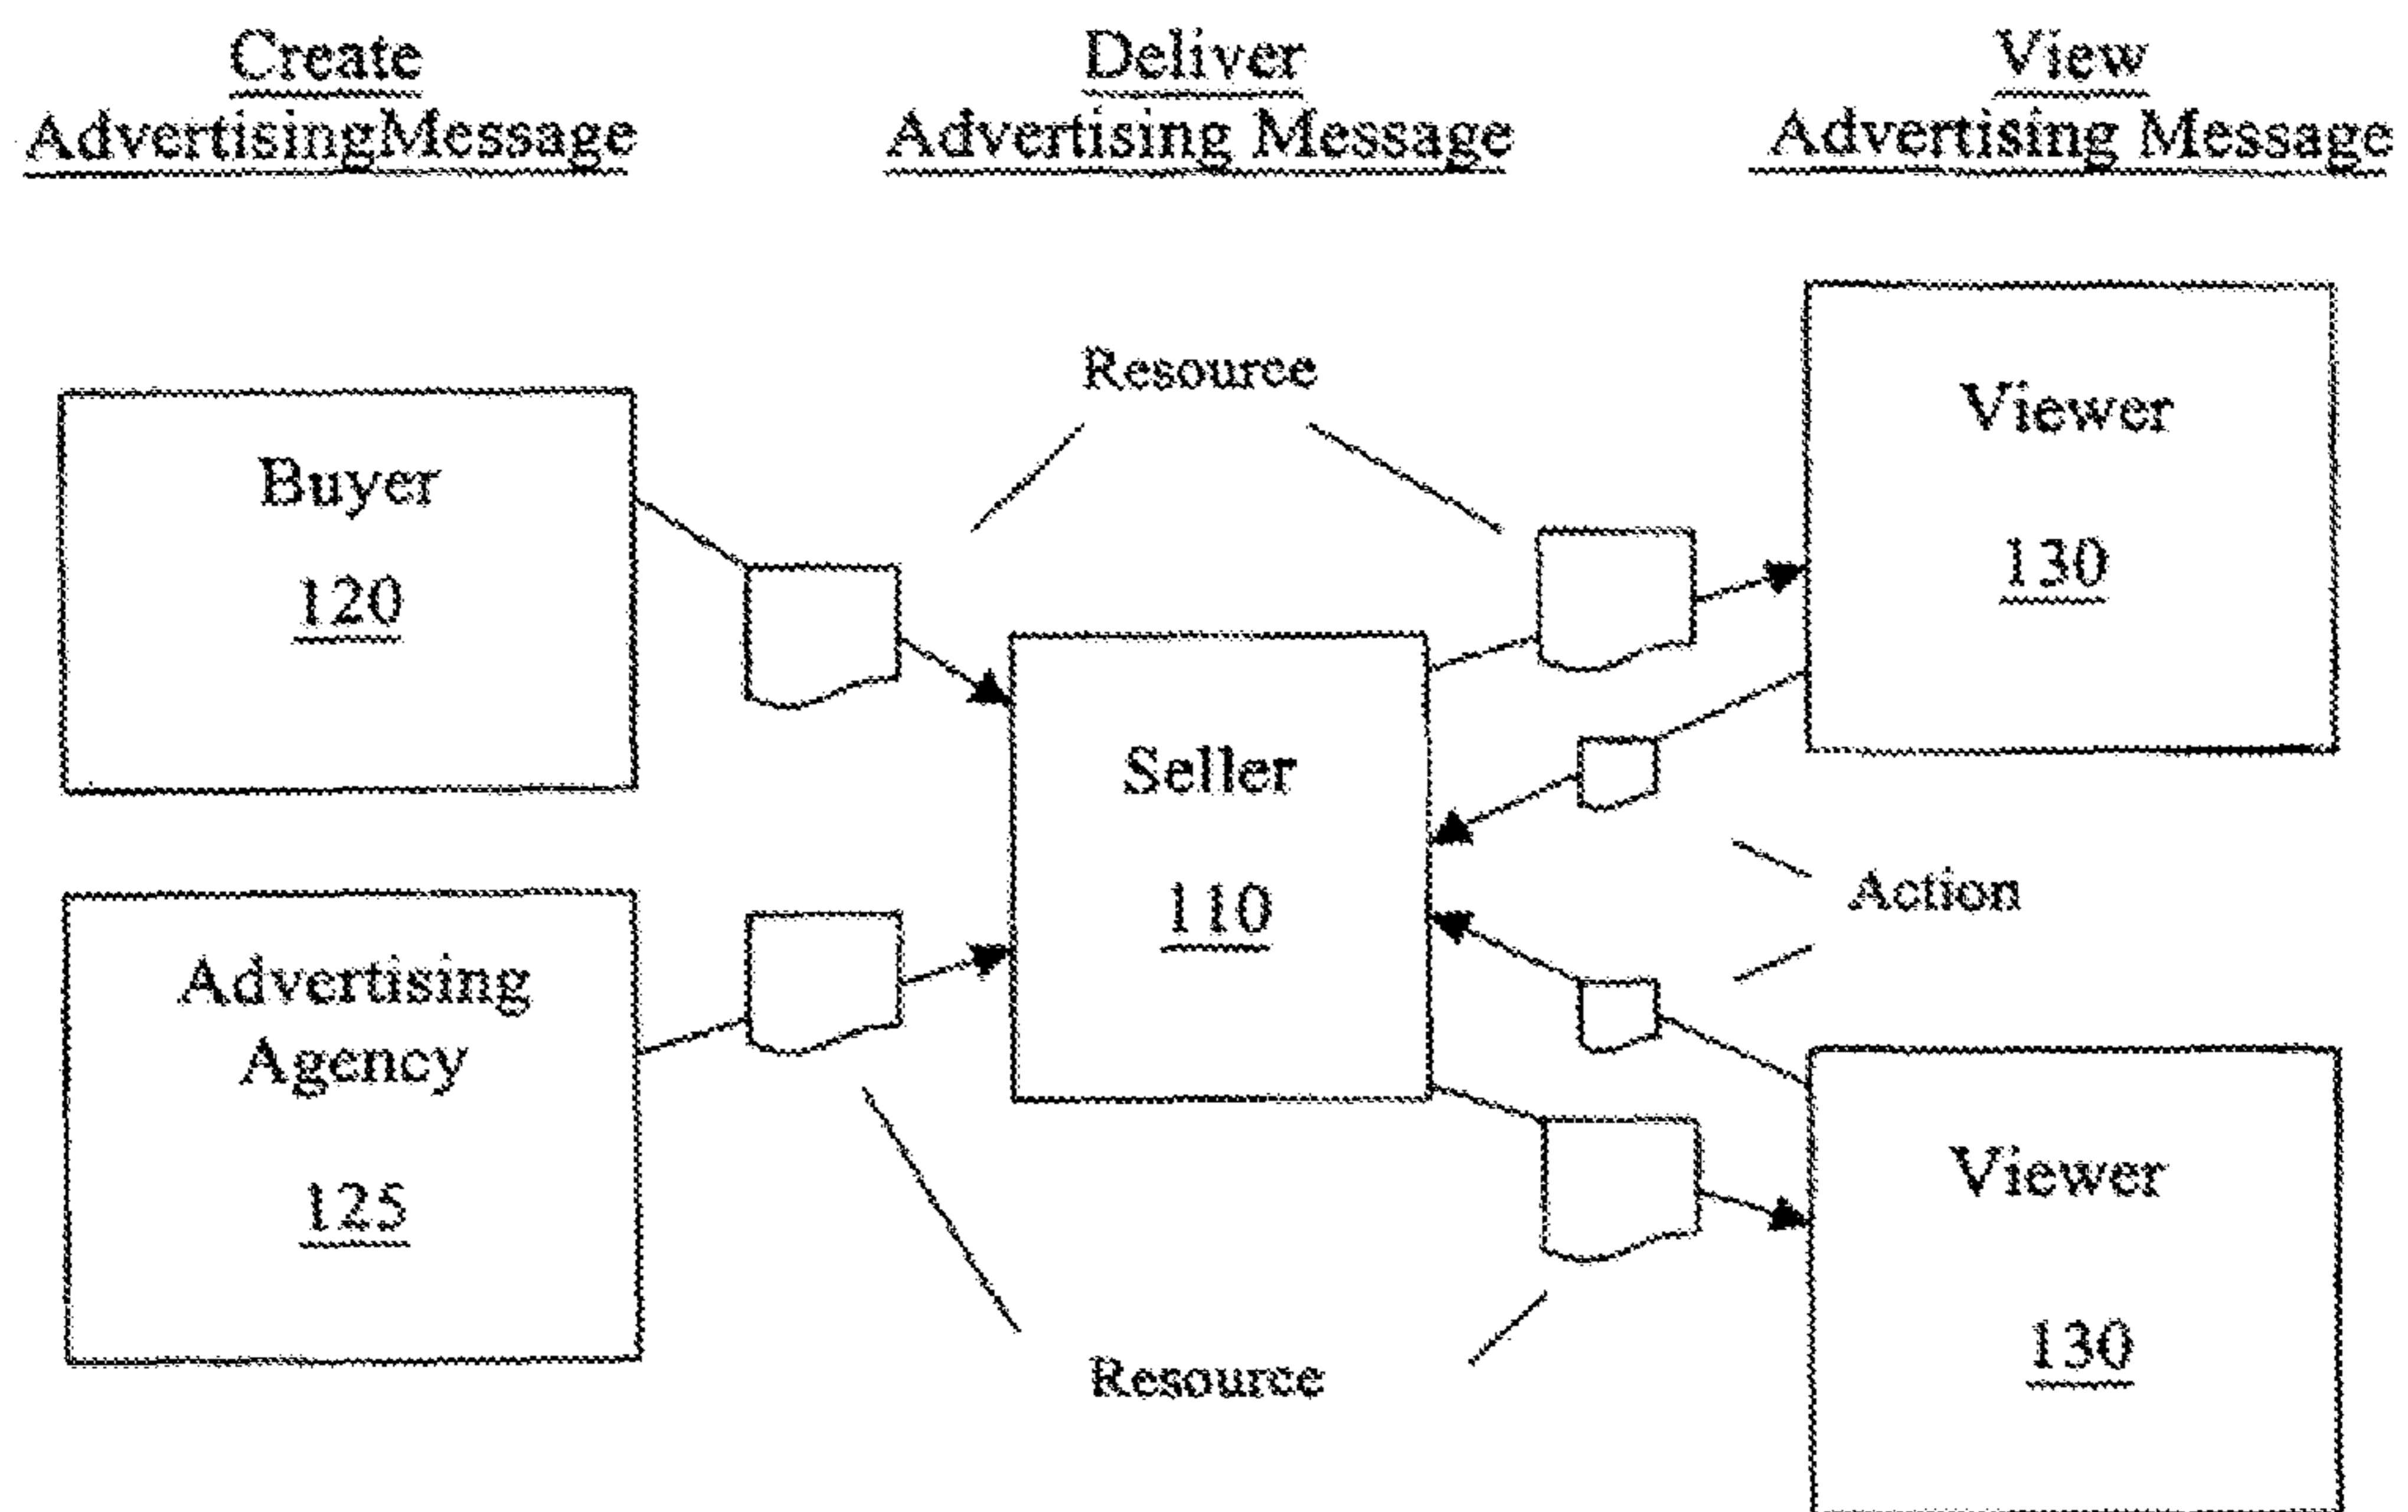 Create
AdvertisingMessage
Deliver
Advertising Message
View
Advertising Message
Resource
Buyer
120
Viewer
130
Seller
110
Action
Advertising
Agency
125
Viewer
130
Resource